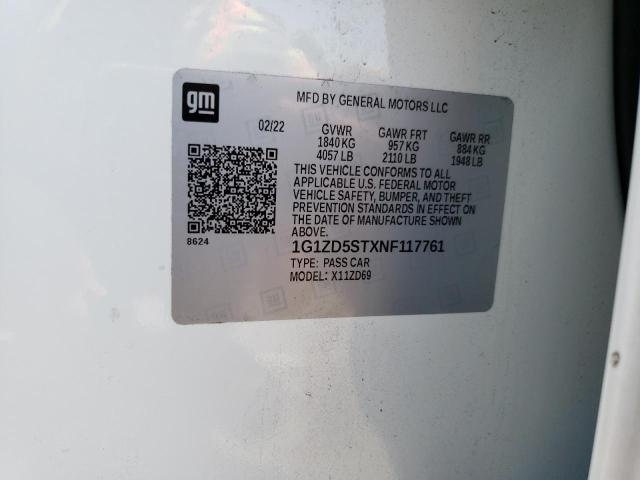 gm
MFD BY GENERAL MOTORS LLC
02/22 GVWR GAWR FRT GAWR RR
1840 KG 957 KG 884 KG
4057 LB 2110 LB 1948 LB
THIS VEHICLE CONFORMS TO ALL
APPLICABLE U.S. FEDERAL MOTOR
VEHICLE SAFETY, BUMPER, AND THEFT
PREVENTION STANDARDS IN EFFECT ON
THE DATE OF MANUFACTURE SHOWN
ABOVE.
8624
1G1ZD5STXNF117761
TYPE: PASS CAR
MODEL: X11ZD69